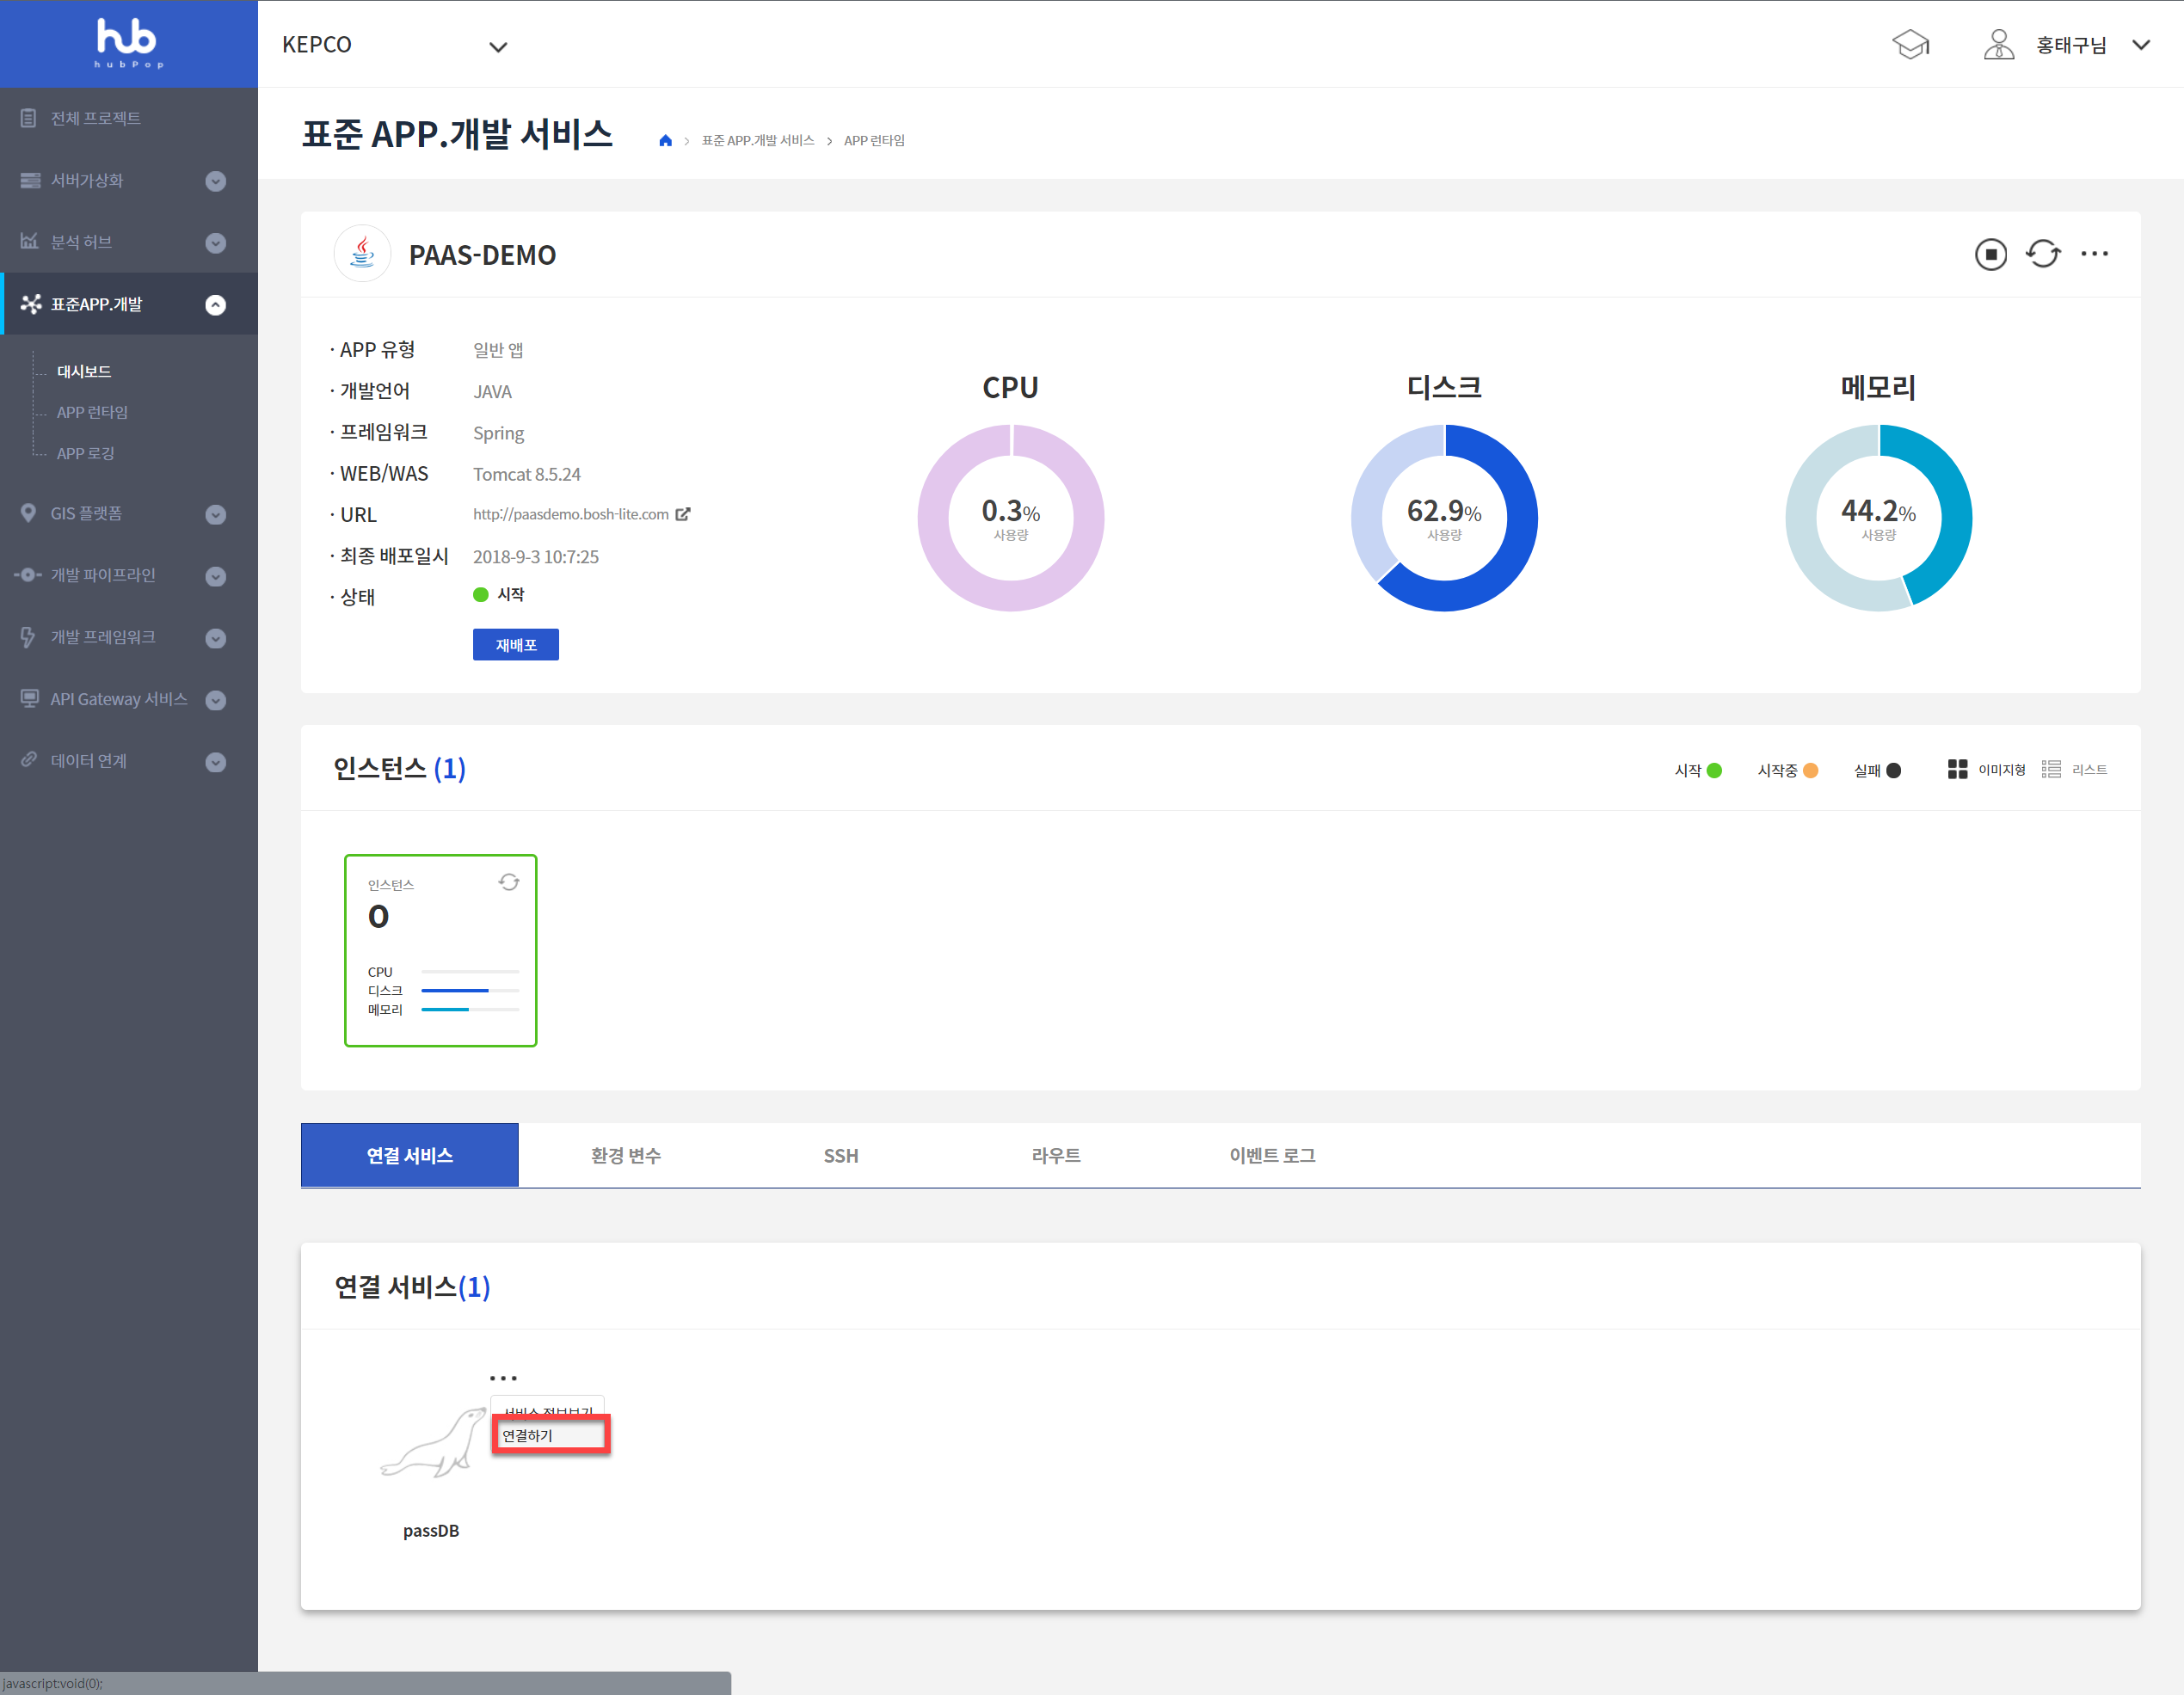 hub
hubPop
KEPCO
홍태구님
전체 프로젝트
서버가상화
분석 허브
표준APP.개발
대시보드
APP 런타임
APP 로깅
GIS 플랫폼
개발 파이프라인
개발 프레임워크
API Gateway 서비스
데이터 연계
표준 APP.개발 서비스
표준 APP.개발 서비스 > APP 런타임
PAAS-DEMO
· APP 유형 일반 앱
· 개발언어 JAVA
· 프레임워크 Spring
· WEB/WAS Tomcat 8.5.24
· URL http://paasdemo.bosh-lite.com
· 최종 배포일시 2018-9-3 10:7:25
· 상태 시작
재배포
CPU
0.3%
사용량
디스크
62.9%
사용량
메모리
44.2%
사용량
인스턴스 (1)
시작 시작중 실패 이미지형 리스트
인스턴스
0
CPU
디스크
메모리
연결 서비스 환경 변수 SSH 라우트 이벤트 로그
연결 서비스(1)
서비스 정보보기
연결하기
passDB
javascript:void(0);